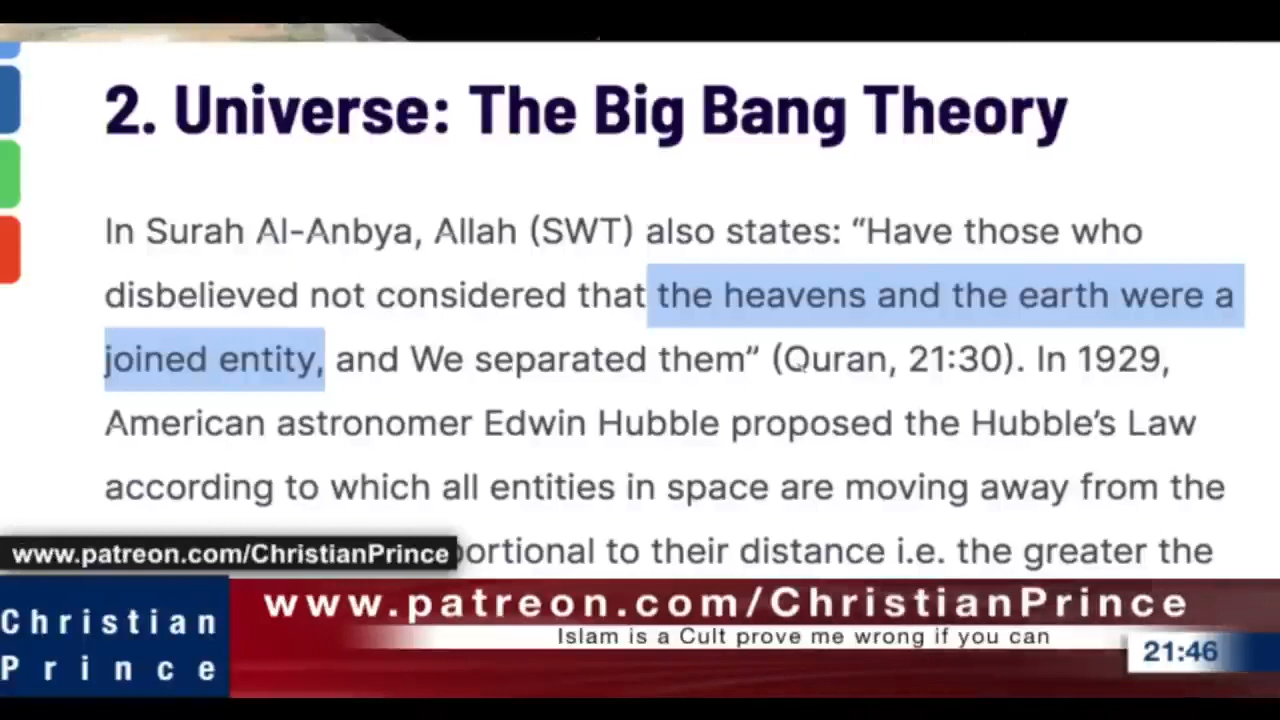 2. Universe: The Big Bang Theory
In Surah Al-Anbya, Allah (SWT) also states: “Have those who
disbelieved not considered that the heavens and the earth were a
joined entity, and We separated them” (Quran, 21:30). In 1929,
American astronomer Edwin Hubble proposed the Hubble’s Law
according to which all entities in space are moving away from the
portional to their distance i.e. the greater the
www.patreon.com/ChristianPrince
www.patreon.com/ChristianPrince
Islam is a Cult prove me wrong if you can
Christian
Prince
21:46